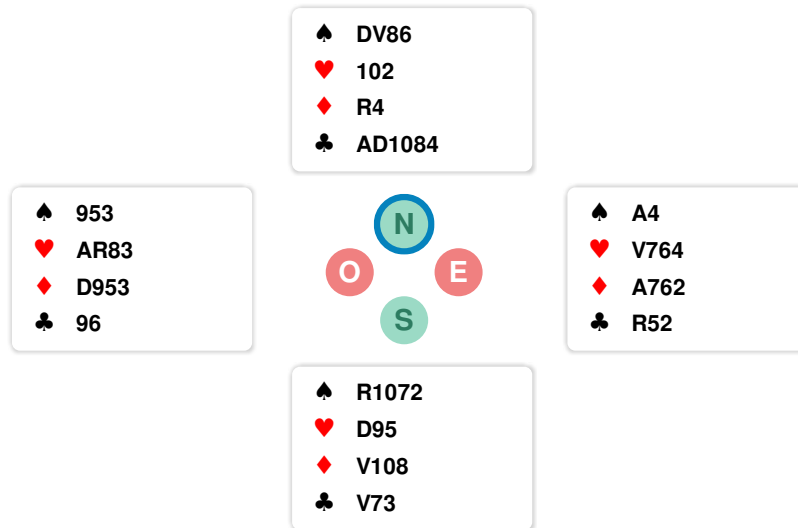 ♠ DV86
♥ 102
♦ R4
♣ AD1084
♠ 953
♥ AR83
♦ D953
♣ 96
N
O E
S
♠ A4
♥ V764
♦ A762
♣ R52
♠ R1072
♥ D95
♦ V108
♣ V73